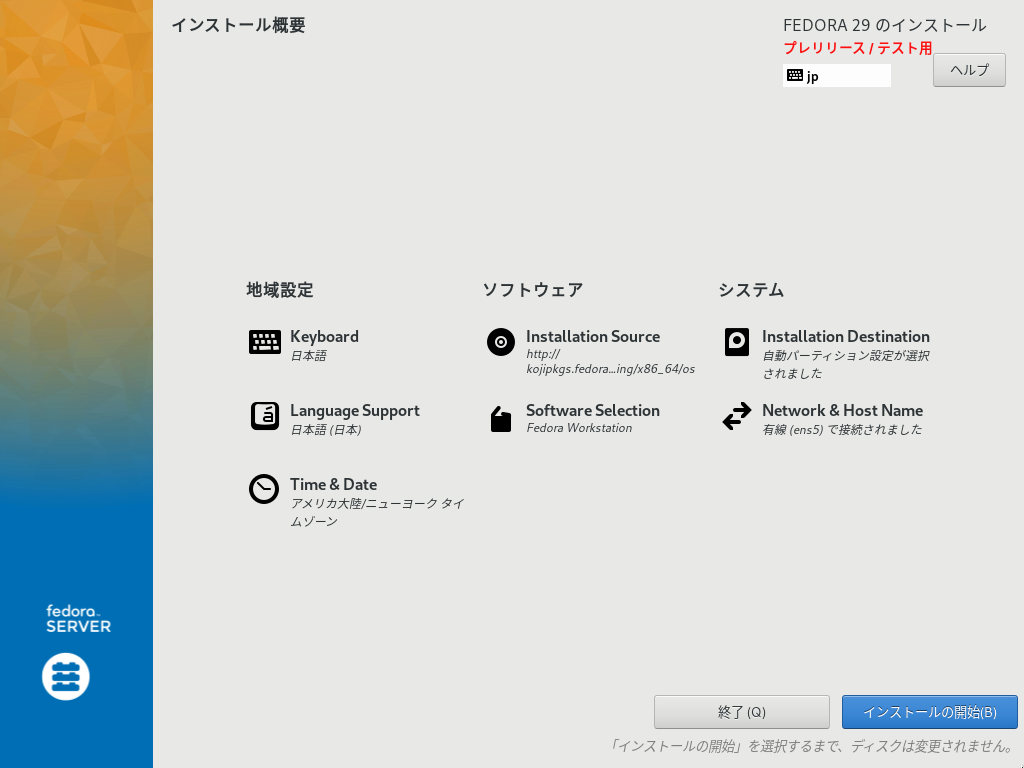 インストール概要
FEDORA 29 のインストール
プレリリース / テスト用
jp
ヘルプ
地域設定
ソフトウェア
システム
Keyboard
日本語
Installation Source
http://
kojipkgs.fedora...ing/x86_64/os
Installation Destination
自動パーティション設定が選択
されました
Language Support
日本語 (日本)
Software Selection
Fedora Workstation
Network & Host Name
有線 (ens5) で接続されました
Time & Date
アメリカ大陸/ニューヨーク タイ
ムゾーン
fedora™
SERVER
終了 (Q)
インストールの開始(B)
「インストールの開始」を選択するまで、ディスクは変更されません。